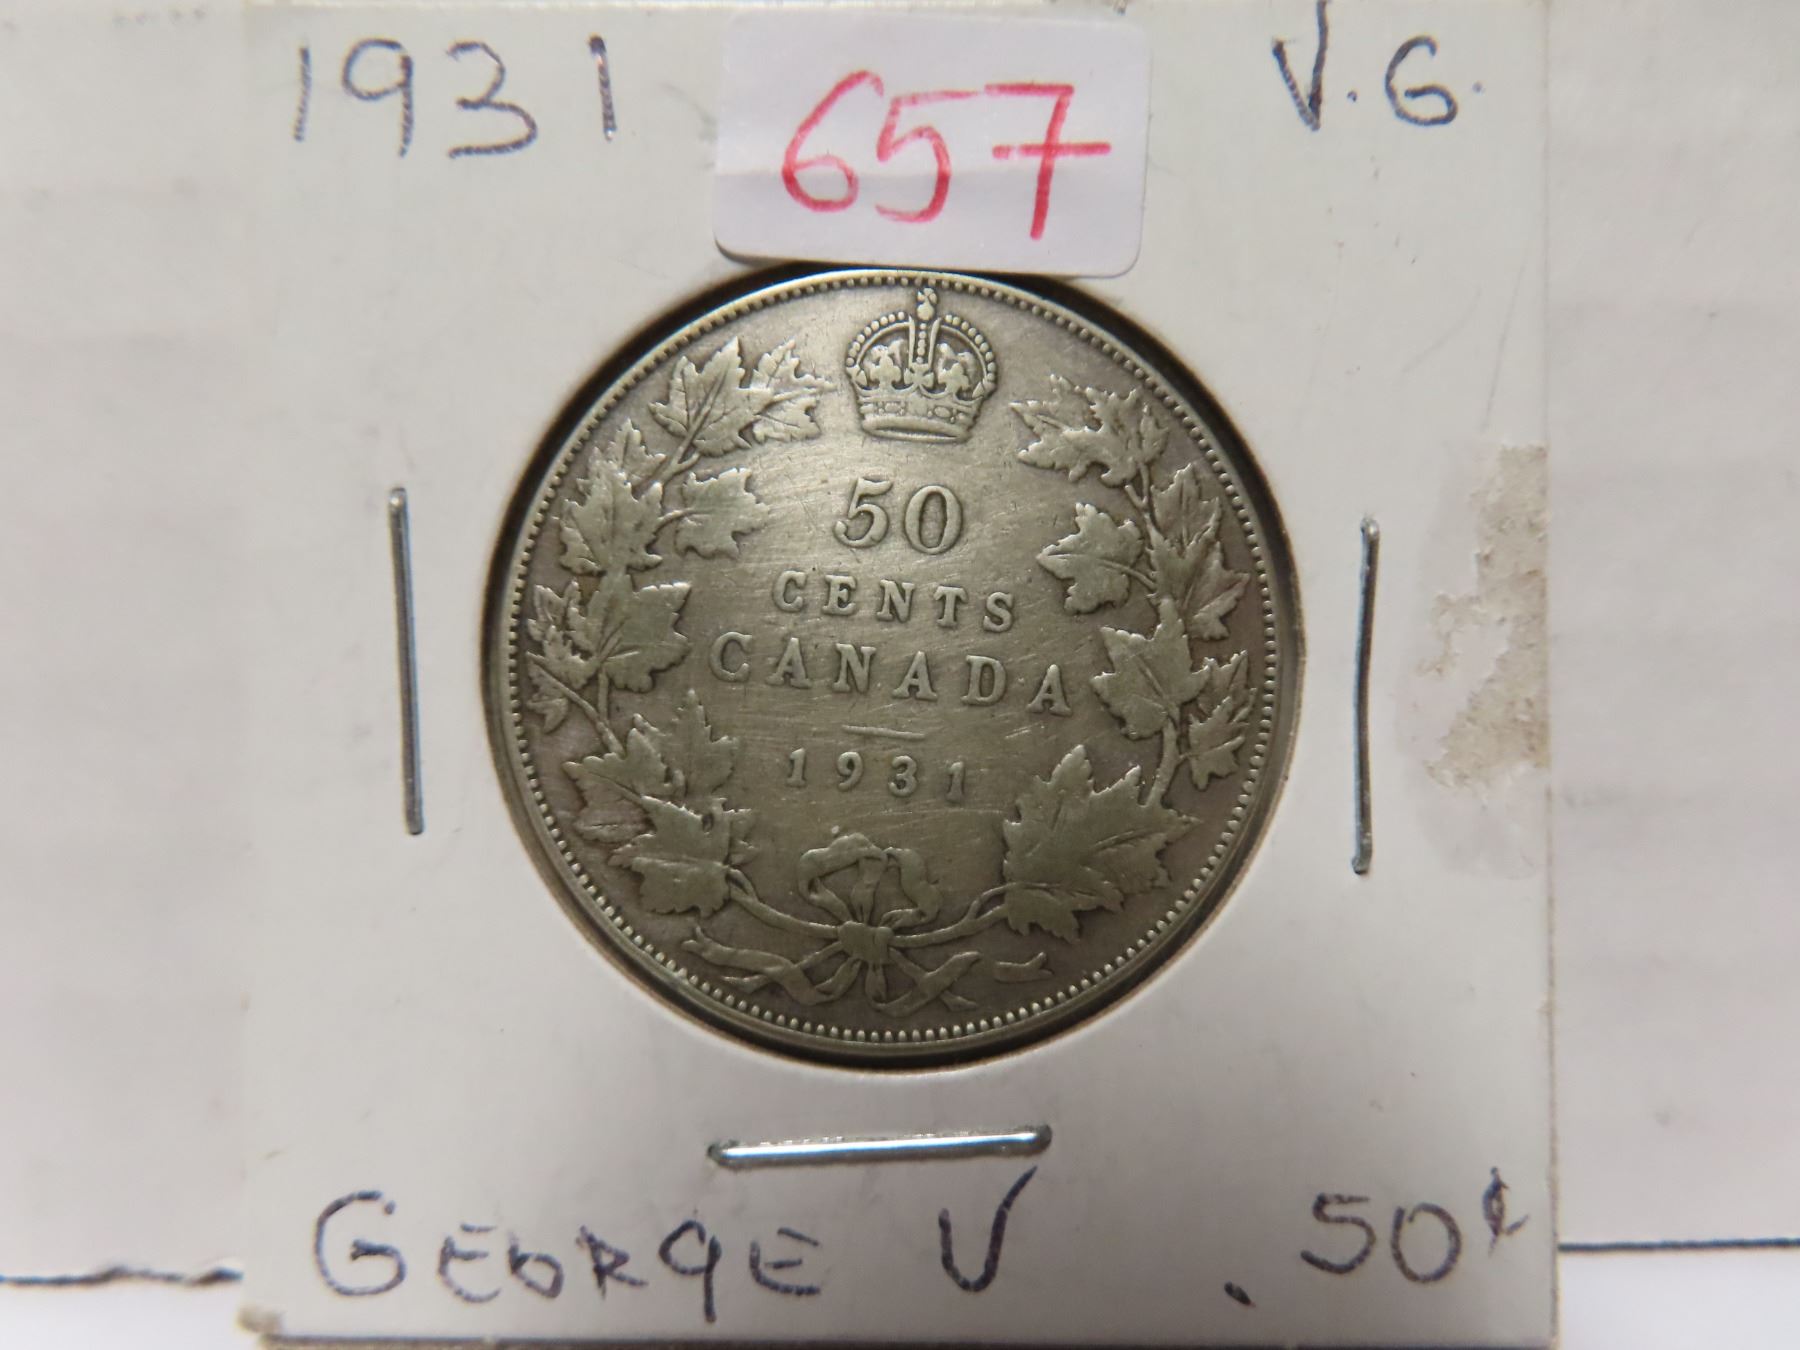 1931 657 V.G.
50
CENTS
CANADA
1931
GEORGE V .50¢